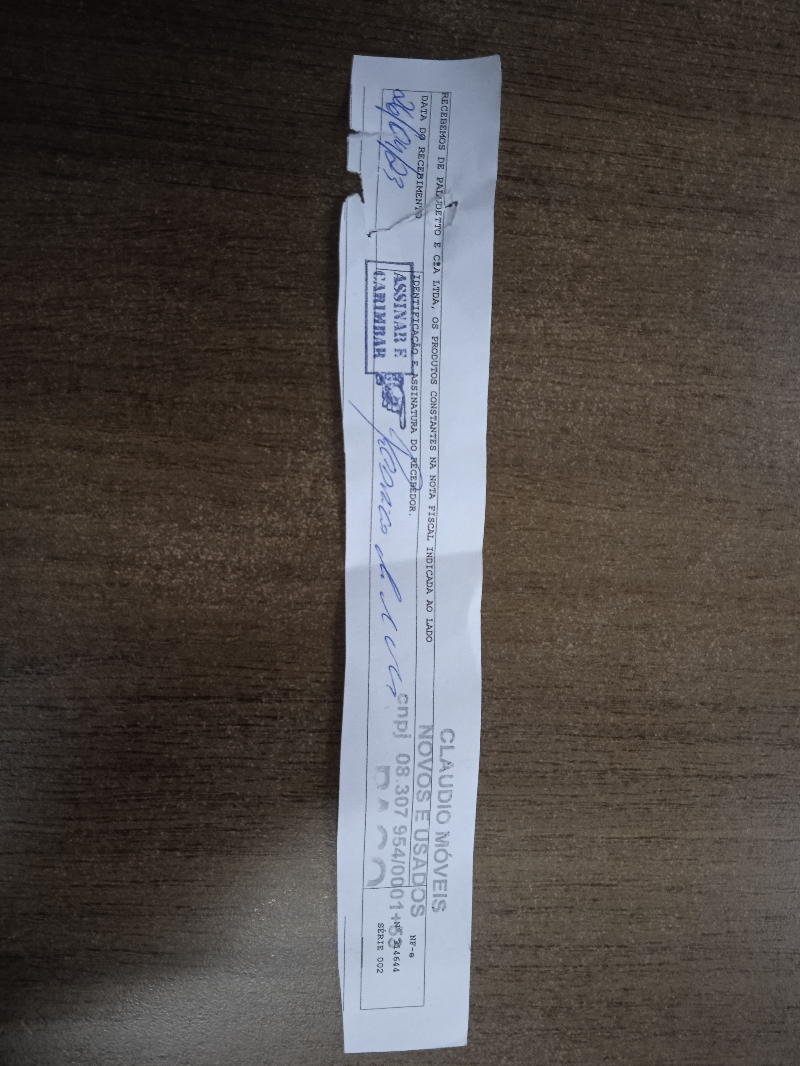 RECEBEMOS DE PALUDETTO E CIA LTDA, OS PRODUTOS CONSTANTES NA NOTA FISCAL INDICADA AO LADO
DATA DO RECEBIMENTO
IDENTIFICAÇÃO E ASSINATURA DO RECEBEDOR.
ASSINAR E
CARIMBAR
CLAUDIO MÓVEIS
NOVOS E USADOS
cnpj 08.307 954/0001-
NF-e
Nº
SÉRIE 002